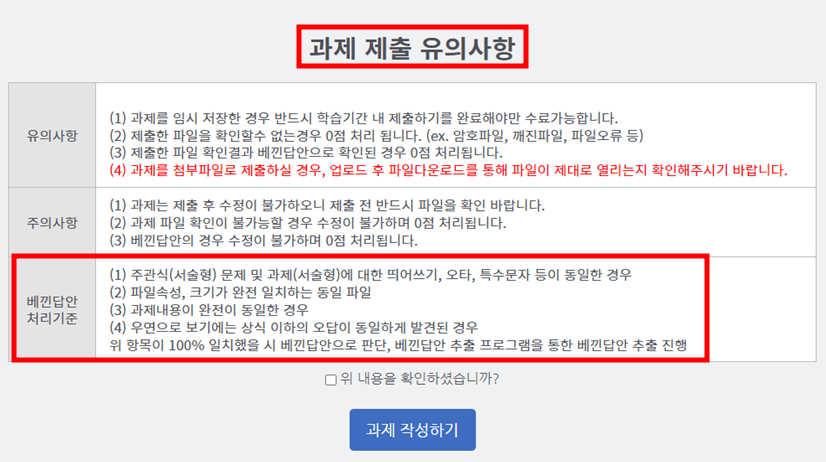 과제 제출 유의사항
유의사항
(1) 과제를 임시 저장한 경우 반드시 학습기간 내 제출하기를 완료해야만 수료가능합니다.
(2) 제출한 파일을 확인할수 없는경우 0점 처리 됩니다. (ex. 암호파일, 깨진파일, 파일오류 등)
(3) 제출한 파일 확인결과 베낀답안으로 확인된 경우 0점 처리됩니다.
(4) 과제를 첨부파일로 제출하실 경우, 업로드 후 파일다운로드를 통해 파일이 제대로 열리는지 확인해주시기 바랍니다.
주의사항
(1) 과제는 제출 후 수정이 불가하오니 제출 전 반드시 파일을 확인 바랍니다.
(2) 과제 파일 확인이 불가능할 경우 수정이 불가하며 0점 처리됩니다.
(3) 베낀답안의 경우 수정이 불가하며 0점 처리됩니다.
베낀답안
처리기준
(1) 주관식(서술형) 문제 및 과제(서술형)에 대한 띄어쓰기, 오타, 특수문자 등이 동일한 경우
(2) 파일속성, 크기가 완전 일치하는 동일 파일
(3) 과제내용이 완전이 동일한 경우
(4) 우연으로 보기에는 상식 이하의 오답이 동일하게 발견된 경우
위 항목이 100% 일치했을 시 베낀답안으로 판단, 베낀답안 추출 프로그램을 통한 베낀답안 추출 진행
위 내용을 확인하셨습니까?
과제 작성하기